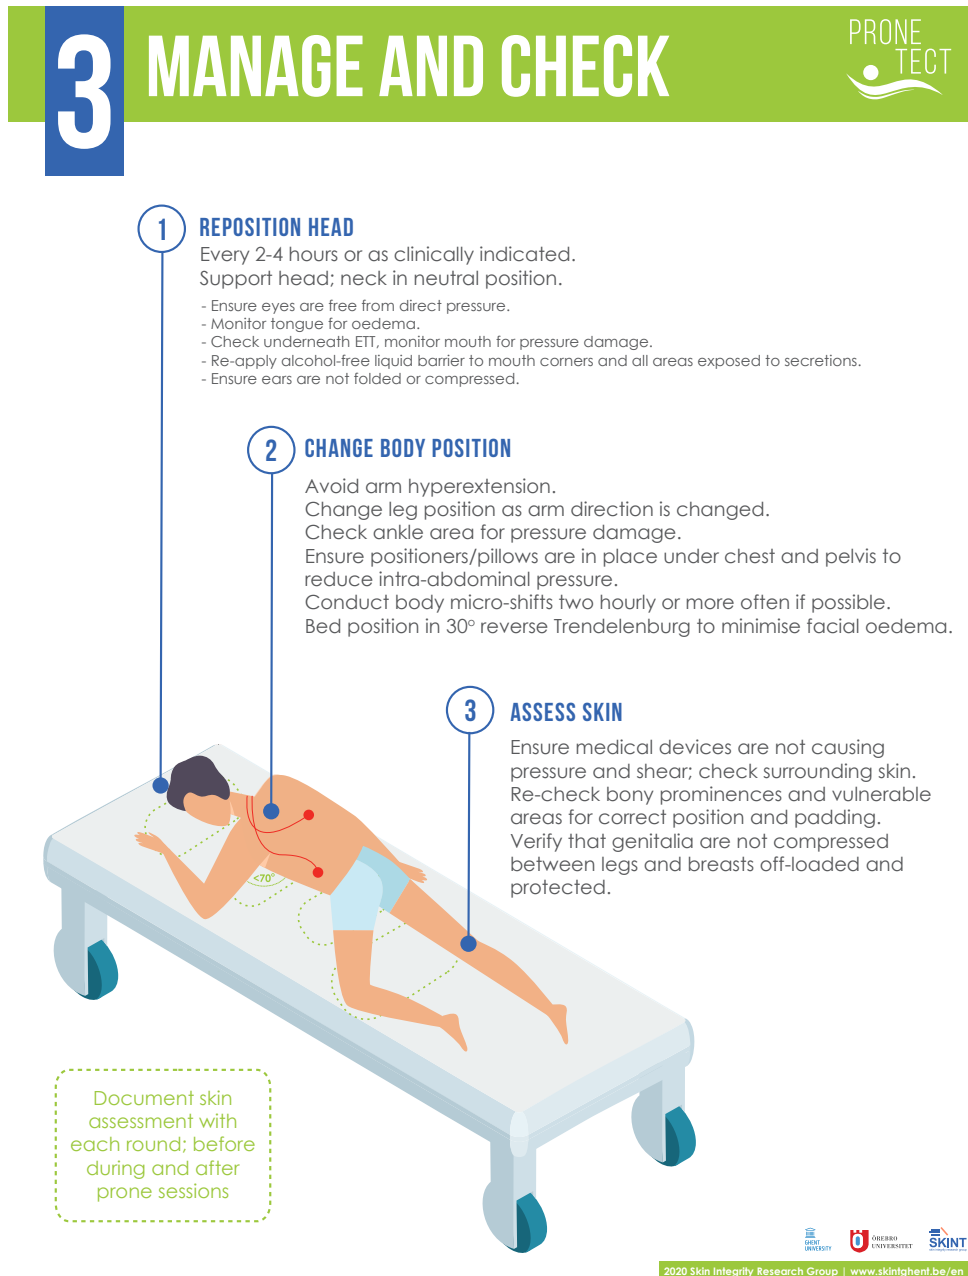 3
MANAGE AND CHECK
PRONE
TECT
1
REPOSITION HEAD
Every 2-4 hours or as clinically indicated.
Support head; neck in neutral position.
- Ensure eyes are free from direct pressure.
- Monitor tongue for oedema.
- Check underneath ETT, monitor mouth for pressure damage.
- Re-apply alcohol-free liquid barrier to mouth corners and all areas exposed to secretions.
- Ensure ears are not folded or compressed.
2
CHANGE BODY POSITION
Avoid arm hyperextension.
Change leg position as arm direction is changed.
Check ankle area for pressure damage.
Ensure positioners/pillows are in place under chest and pelvis to
reduce intra-abdominal pressure.
Conduct body micro-shifts two hourly or more often if possible.
Bed position in 30° reverse Trendelenburg to minimise facial oedema.
3
ASSESS SKIN
Ensure medical devices are not causing
pressure and shear; check surrounding skin.
Re-check bony prominences and vulnerable
areas for correct position and padding.
Verify that genitalia are not compressed
between legs and breasts off-loaded and
protected.
<70°
Document skin
assessment with
each round; before
during and after
prone sessions
GHENT
UNIVERSITY
ÖREBRO
UNIVERSITET
SKINT
2020 Skin Integrity Research Group | www.skintghent.be/en